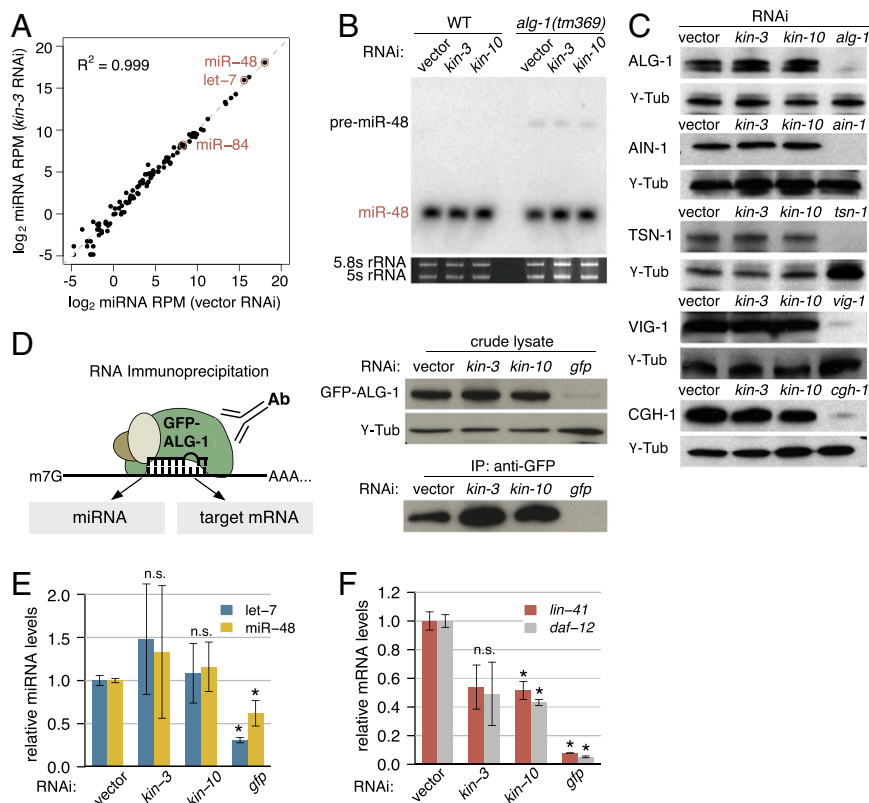 A
R² = 0.999
miR−48
let−7
miR−84
log₂ miRNA RPM (kin-3 RNAi)
20
15
10
5
0
-5
−5 0 5 10 15 20
log₂ miRNA RPM (vector RNAi)
B
WT alg-1(tm369)
RNAi: vector kin-3 kin-10 vector kin-3 kin-10
pre-miR-48
miR-48
5.8s rRNA
5s rRNA
C
RNAi
vector kin-3 kin-10 alg-1
ALG-1
γ-Tub
vector kin-3 kin-10 ain-1
AIN-1
γ-Tub
vector kin-3 kin-10 tsn-1
TSN-1
γ-Tub
vector kin-3 kin-10 vig-1
VIG-1
γ-Tub
vector kin-3 kin-10 cgh-1
CGH-1
γ-Tub
D
RNA Immunoprecipitation
Ab
GFP-
ALG-1
m7G AAA...
miRNA target mRNA
crude lysate
RNAi: vector kin-3 kin-10 gfp
GFP-ALG-1
γ-Tub
IP: anti-GFP
RNAi: vector kin-3 kin-10 gfp
E
relative miRNA levels
2.0
1.5
1.0
0.5
0.0
n.s.
n.s.
* *
let−7
miR−48
RNAi: vector kin−3 kin−10 gfp
F
relative mRNA levels
1.2
1.0
0.8
0.6
0.4
0.2
0.0
n.s.
* *
* *
lin−41
daf−12
RNAi: vector kin−3 kin−10 gfp